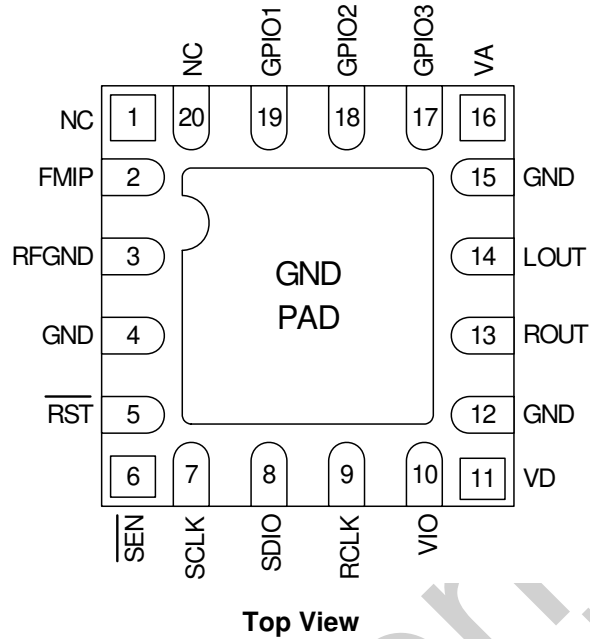 NC
GPIO1
GPIO2
GPIO3
VA
20
19
18
17
16
NC 1
FMIP 2
15 GND
RFGND 3
14 LOUT
GND
PAD
GND 4
13 ROUT
RST 5
12 GND
6
7
8
9
10
11 VD
SEN
SCLK
SDIO
RCLK
VIO
Top View